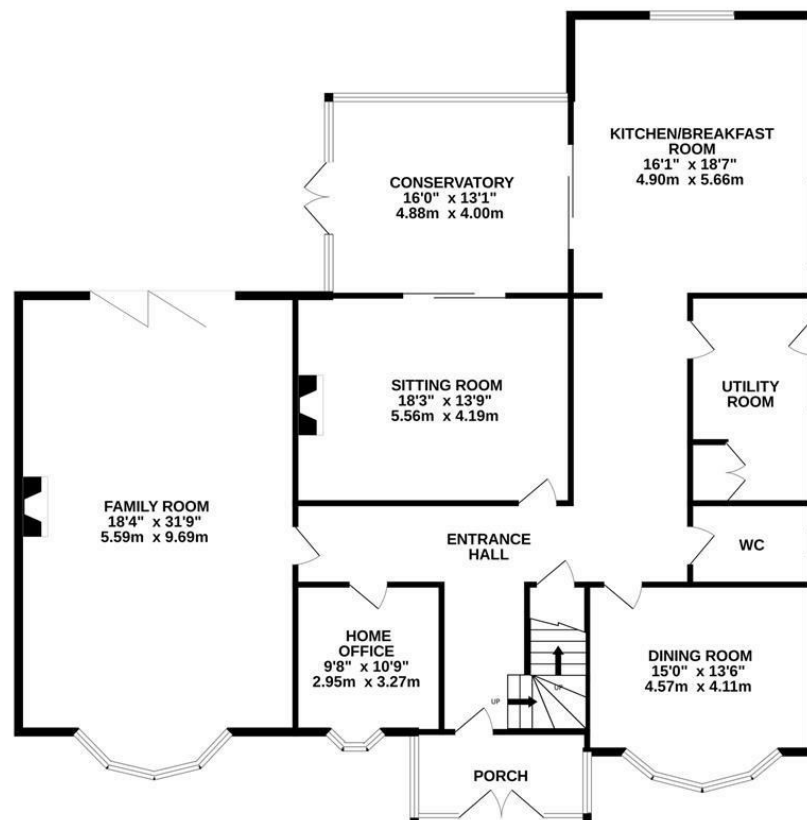 KITCHEN/BREAKFAST
ROOM
16'1" x 18'7"
4.90m x 5.66m
CONSERVATORY
16'0" x 13'1"
4.88m x 4.00m
SITTING ROOM
18'3" x 13'9"
5.56m x 4.19m
UTILITY
ROOM
FAMILY ROOM
18'4" x 31'9"
5.59m x 9.69m
ENTRANCE
HALL
WC
HOME
OFFICE
9'8" x 10'9"
2.95m x 3.27m
DINING ROOM
15'0" x 13'6"
4.57m x 4.11m
UP
UP
PORCH